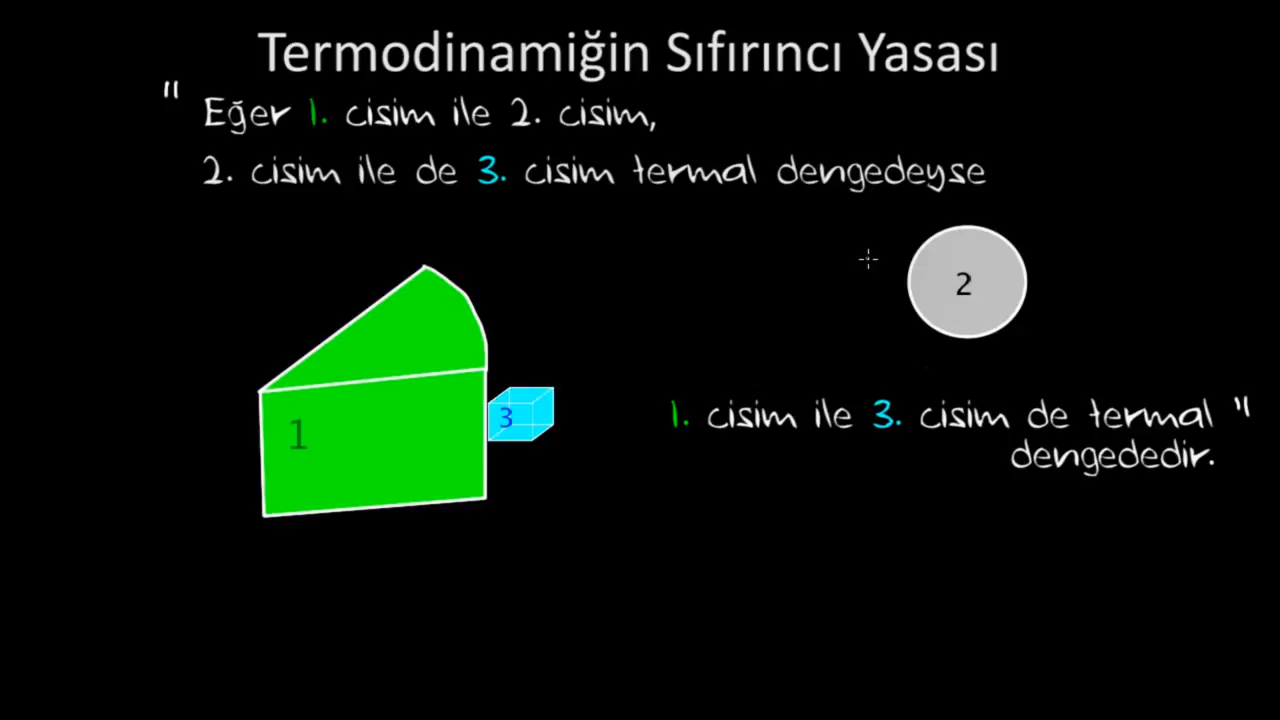 Termodinamiğin Sıfırıncı Yasası
" Eğer 1. cisim ile 2. cisim,
2. cisim ile de 3. cisim termal dengedeyse
2
1
3
1. cisim ile 3. cisim de termal "
dengededir.